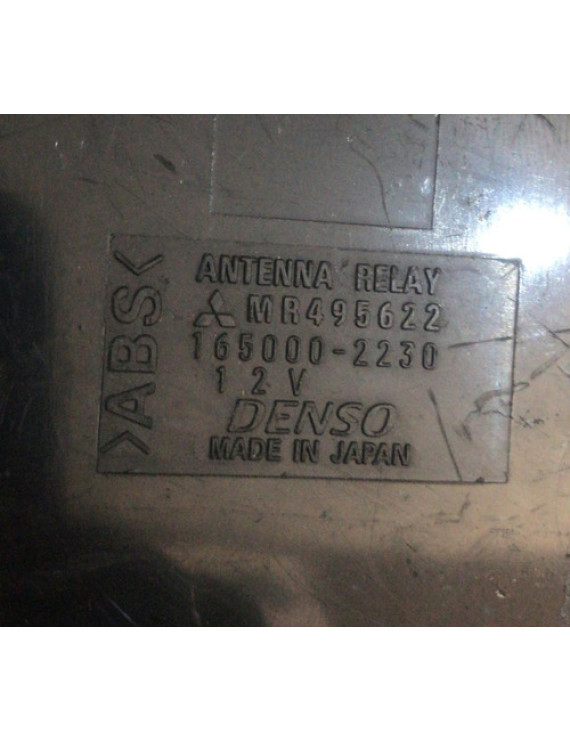 >ABS<
ANTENNA RELAY
MR495622
165000-2230
12V
DENSO
MADE IN JAPAN